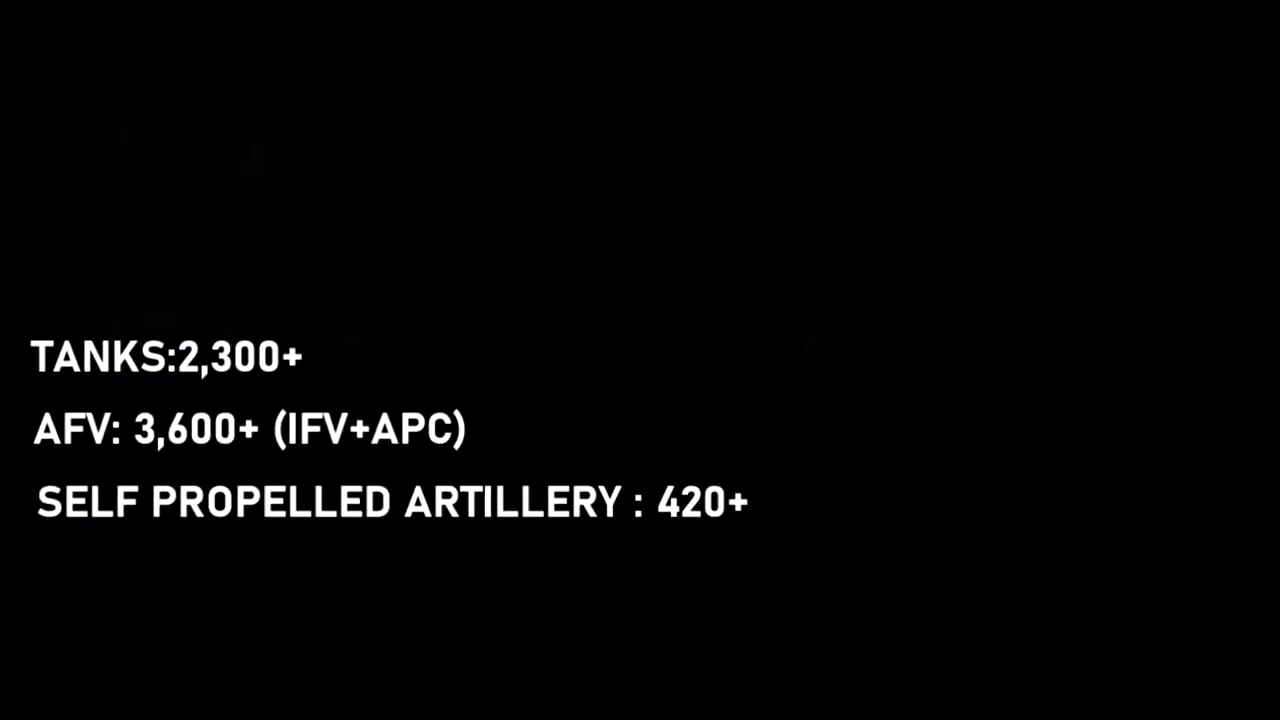 TANKS:2,300+
AFV: 3,600+ (IFV+APC)
SELF PROPELLED ARTILLERY : 420+